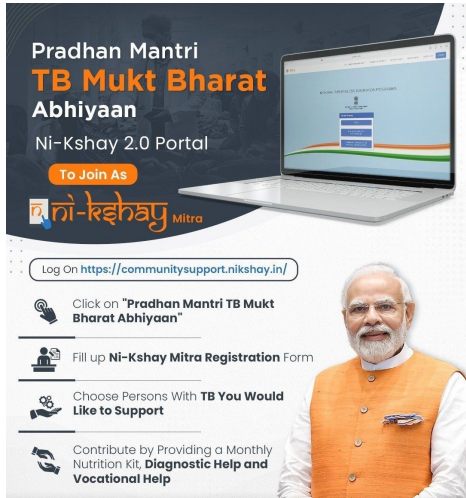 Pradhan Mantri
TB Mukt Bharat
Abhiyaan
Ni-Kshay 2.0 Portal
To Join As
नि ni-kshay Mitra
Log On https://communitysupport.nikshay.in/
Click on "Pradhan Mantri TB Mukt
Bharat Abhiyaan"
Fill up Ni-Kshay Mitra Registration Form
Choose Persons With TB You Would
Like to Support
Contribute by Providing a Monthly
Nutrition Kit, Diagnostic Help and
Vocational Help